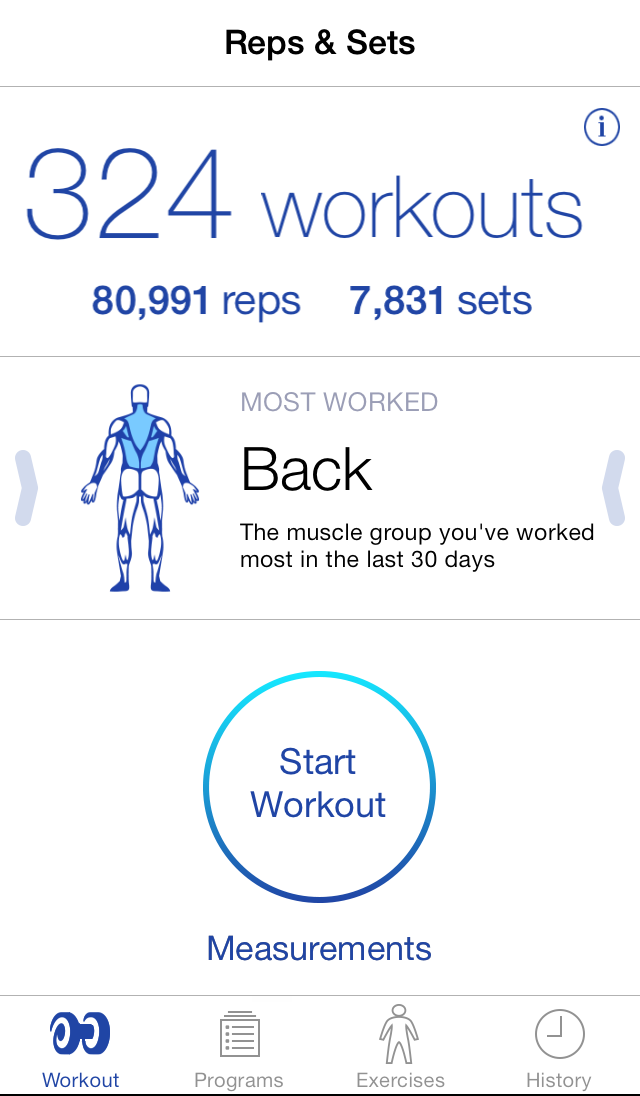 Reps & Sets
i
324 workouts
80,991 reps 7,831 sets
MOST WORKED
Back
The muscle group you've worked
most in the last 30 days
Start
Workout
Measurements
Workout Programs Exercises History